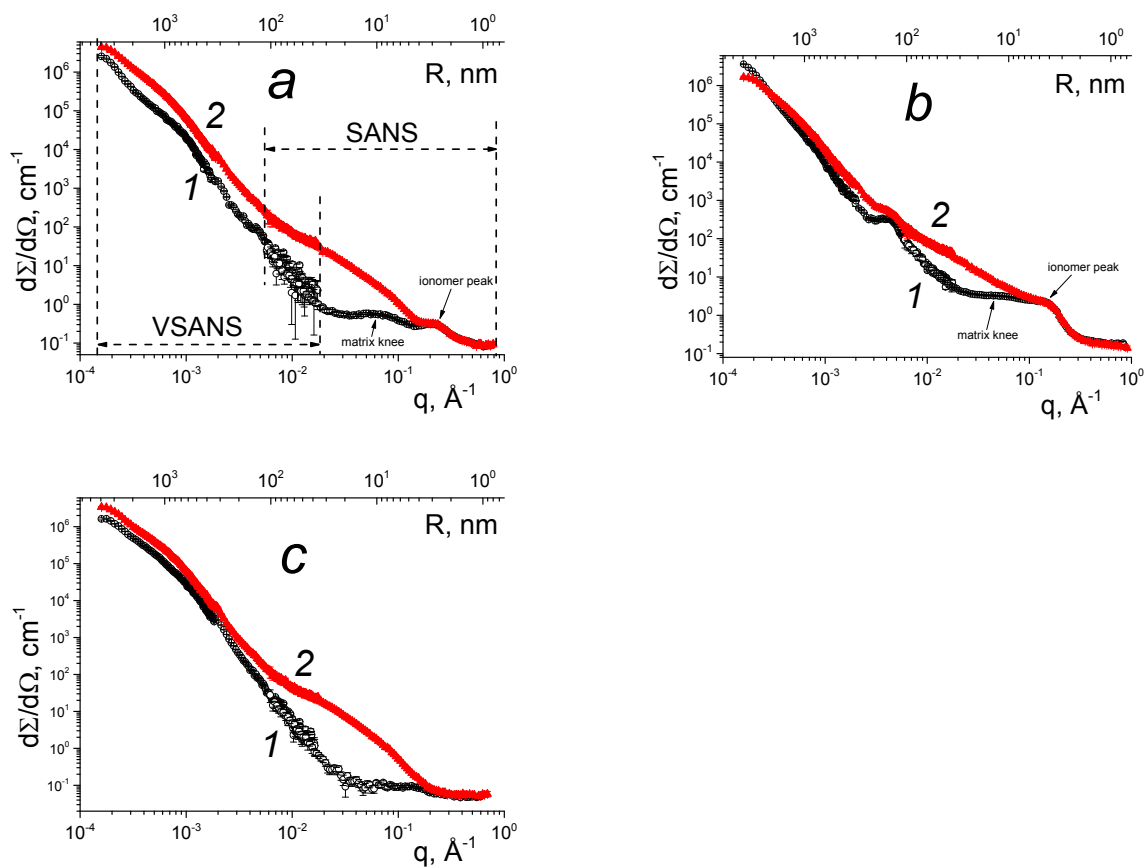 10³ 10² 10¹ 10⁰
R, nm
a
10⁶
10⁵
10⁴
10³
10²
10¹
10⁰
10⁻¹
dΣ/dΩ, cm⁻¹
2
1
SANS
VSANS
ionomer peak
matrix knee
10⁻⁴ 10⁻³ 10⁻² 10⁻¹ 10⁰
q, Å⁻¹
10³ 10² 10¹ 10⁰
R, nm
b
10⁶
10⁵
10⁴
10³
10²
10¹
10⁰
10⁻¹
dΣ/dΩ, cm⁻¹
2
1
ionomer peak
matrix knee
10⁻⁴ 10⁻³ 10⁻² 10⁻¹ 10⁰
q, Å⁻¹
10³ 10² 10¹ 10⁰
R, nm
c
10⁶
10⁵
10⁴
10³
10²
10¹
10⁰
10⁻¹
dΣ/dΩ, cm⁻¹
2
1
10⁻⁴ 10⁻³ 10⁻² 10⁻¹ 10⁰
q, Å⁻¹